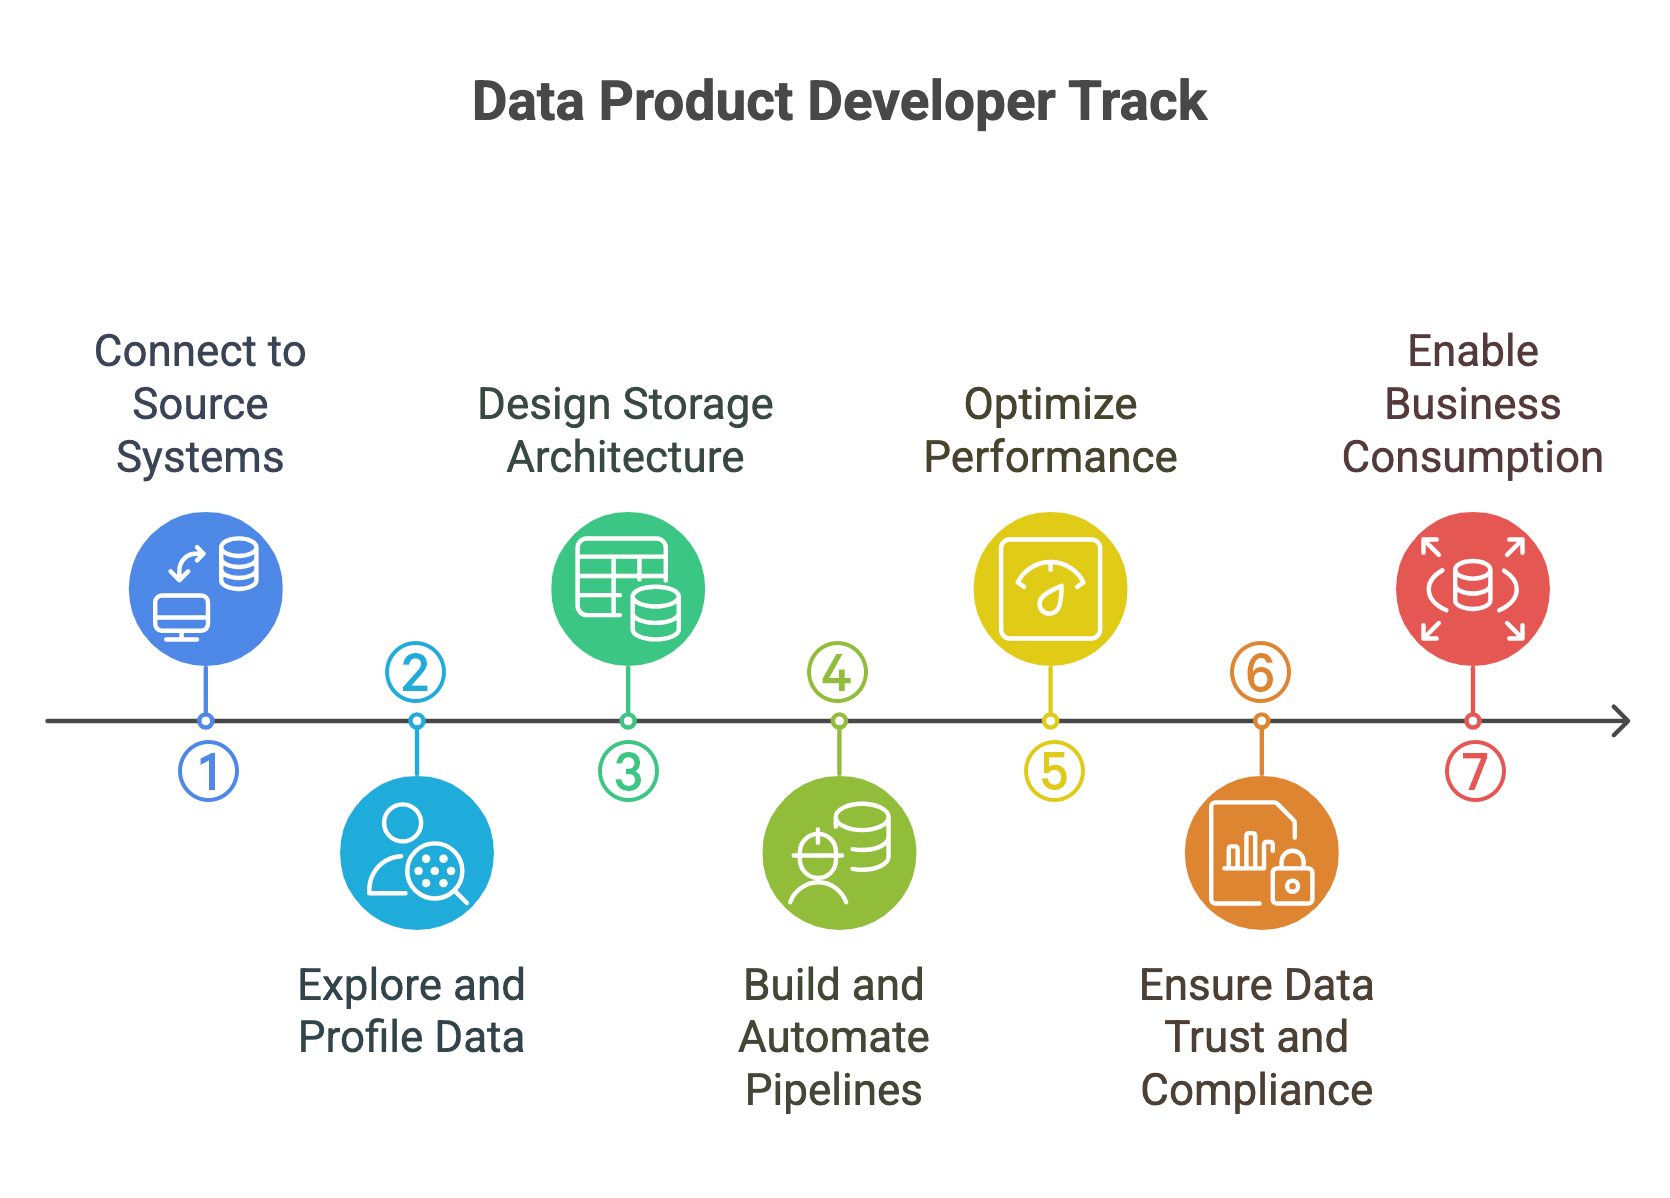 Data Product Developer Track
Connect to
Source
Systems
1
2
Explore and
Profile Data
Design Storage
Architecture
3
4
Build and
Automate
Pipelines
Optimize
Performance
5
6
Ensure Data
Trust and
Compliance
Enable
Business
Consumption
7